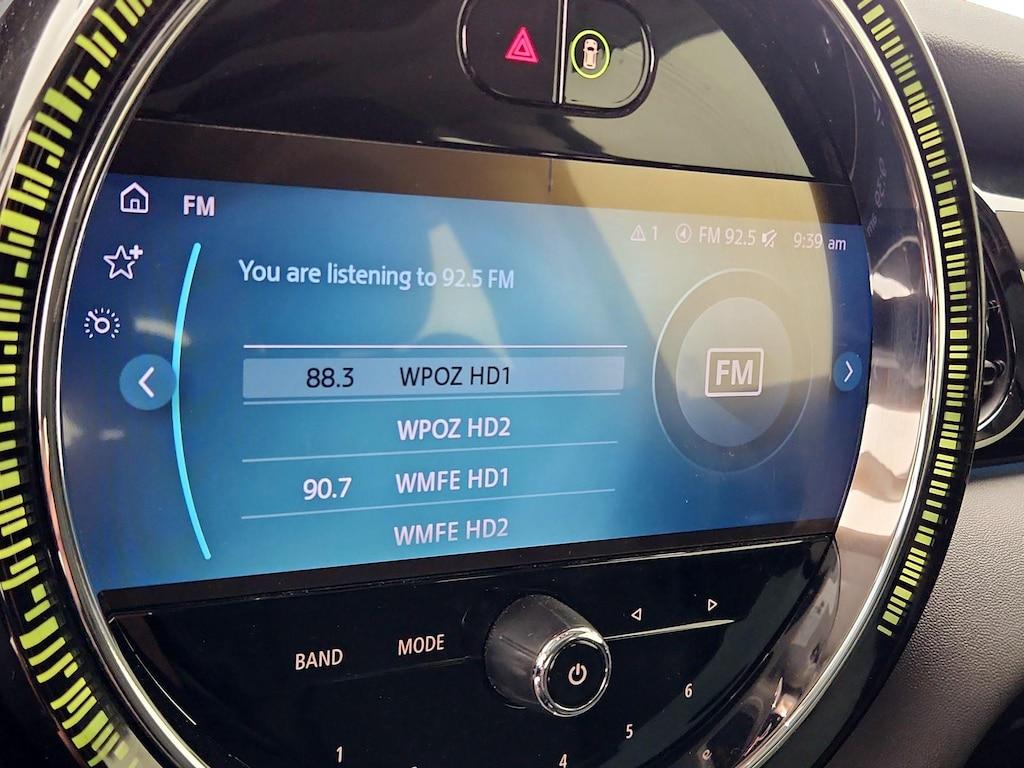 FM
1 FM 92.5 9:39 am
You are listening to 92.5 FM
88.3 WPOZ HD1
WPOZ HD2
90.7 WMFE HD1
WMFE HD2
FM
BAND MODE
1
4
5
6